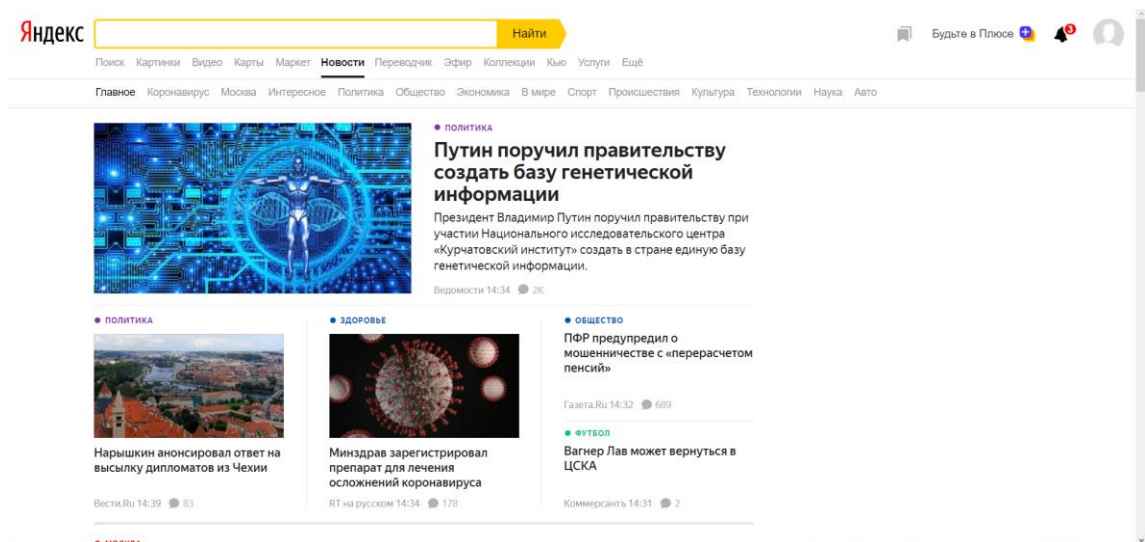 Яндекс
Найти
Будьте в Плюсе
3
Поиск Картинки Видео Карты Маркет Новости Переводчик Эфир Коллекции Кью Услуги Ещё
Главное Коронавирус Москва Интересное Политика Общество Экономика В мире Спорт Происшествия Культура Технологии Наука Авто
ПОЛИТИКА
Путин поручил правительству
создать базу генетической
информации
Президент Владимир Путин поручил правительству при
участии Национального исследовательского центра
«Курчатовский институт» создать в стране единую базу
генетической информации.
Ведомости 14:34 2K
ПОЛИТИКА
Нарышкин анонсировал ответ на
высылку дипломатов из Чехии
Вести.Ru 14:39 83
ЗДОРОВЬЕ
Минздрав зарегистрировал
препарат для лечения
осложнений коронавируса
RT на русском 14:34 178
ОБЩЕСТВО
ПФР предупредил о
мошенничестве с «перерасчетом
пенсий»
Газета.Ru 14:32 689
ФУТБОЛ
Вагнер Лав может вернуться в
ЦСКА
Коммерсантъ 14:31 2
МОСКВА